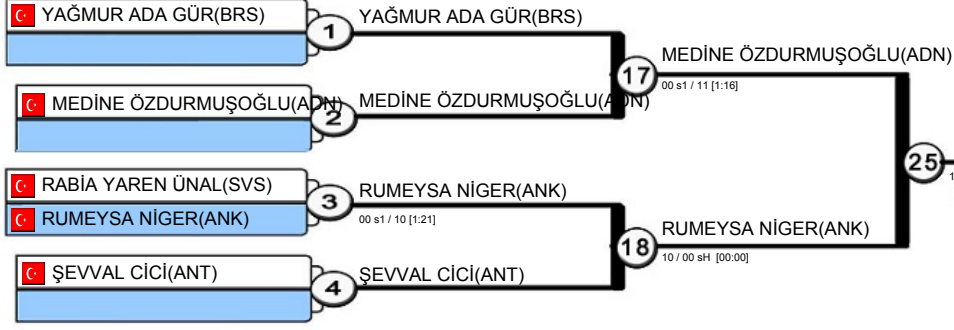 YAĞMUR ADA GÜR(BRS)
1
YAĞMUR ADA GÜR(BRS)
17
MEDİNE ÖZDURMUŞOĞLU(ADN)
00 s1 / 11 [1:16]
MEDİNE ÖZDURMUŞOĞLU(ADN)
2
MEDİNE ÖZDURMUŞOĞLU(ADN)
25
1
RABİA YAREN ÜNAL(SVS)
RUMEYSA NİGER(ANK)
3
RUMEYSA NİGER(ANK)
00 s1 / 10 [1:21]
18
RUMEYSA NİGER(ANK)
10 / 00 sH [00:00]
ŞEVVAL CİCİ(ANT)
4
ŞEVVAL CİCİ(ANT)